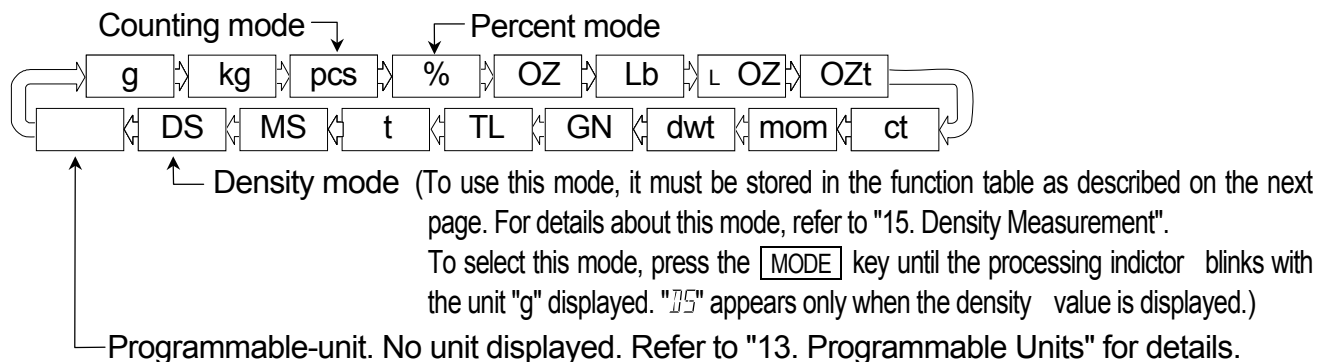 Counting mode Percent mode
g kg pcs % OZ Lb L OZ OZt
DS MS t TL GN dwt mom ct
Density mode (To use this mode, it must be stored in the function table as described on the next
page. For details about this mode, refer to "15. Density Measurement".
To select this mode, press the MODE key until the processing indictor blinks with
the unit "g" displayed. "DS" appears only when the density value is displayed.)
Programmable-unit. No unit displayed. Refer to "13. Programmable Units" for details.